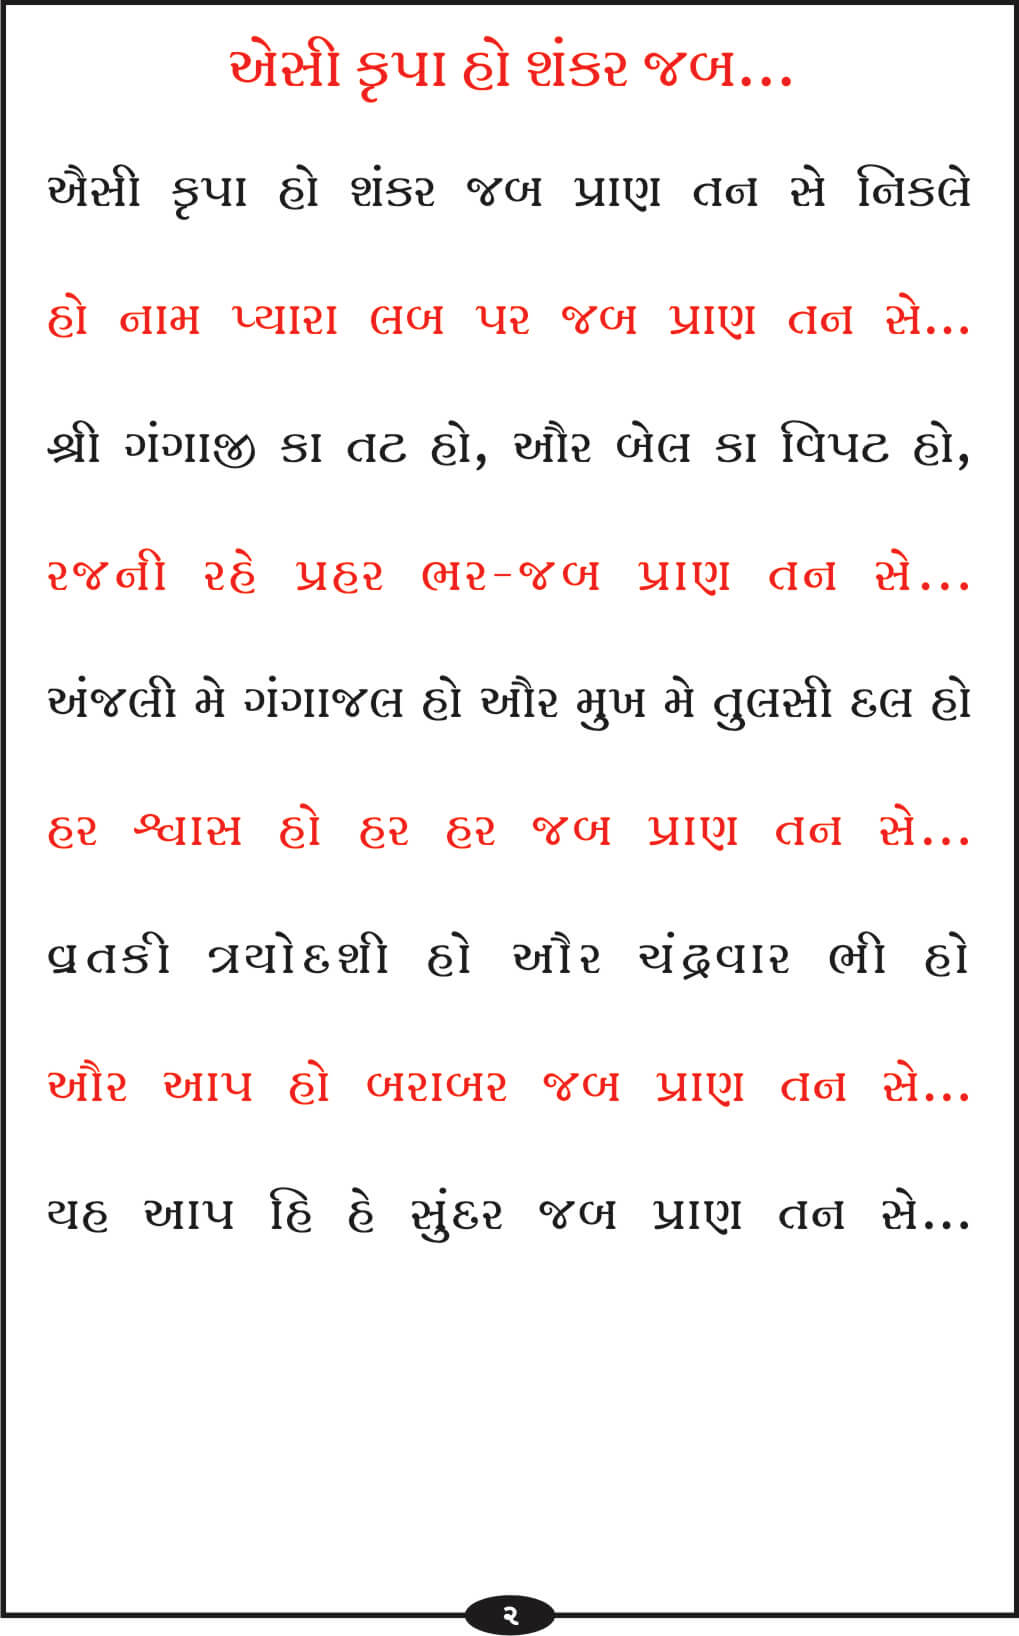 એસી કૃપા હો શંકર જબ...
ઐસી કૃપા હો શંકર જબ પ્રાણ તન સે નિકલે
હો નામ પ્યારા લબ પર જબ પ્રાણ તન સે...
શ્રી ગંગાજી કા તટ હો, ઔર બેલ કા વિપટ હો,
રજની રહે પ્રહર ભર-જબ પ્રાણ તન સે...
અંજલી મે ગંગાજલ હો ઔર મુખ મે તુલસી દલ હો
હર શ્વાસ હો હર હર જબ પ્રાણ તન સે...
વ્રતકી ત્રયોદશી હો ઔર ચંદ્રવાર ભી હો
ઔર આપ હો બરાબર જબ પ્રાણ તન સે...
યહ આપ હિ હે સુંદર જબ પ્રાણ તન સે...
૨